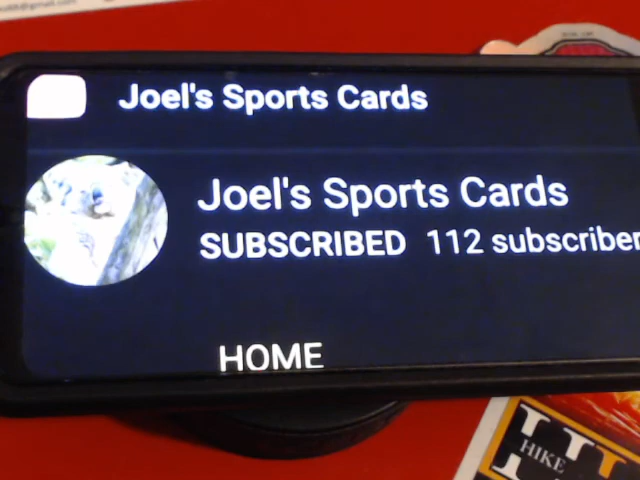 Joel's Sports Cards
Joel's Sports Cards
SUBSCRIBED 112 subscriber
HOME
HIKE